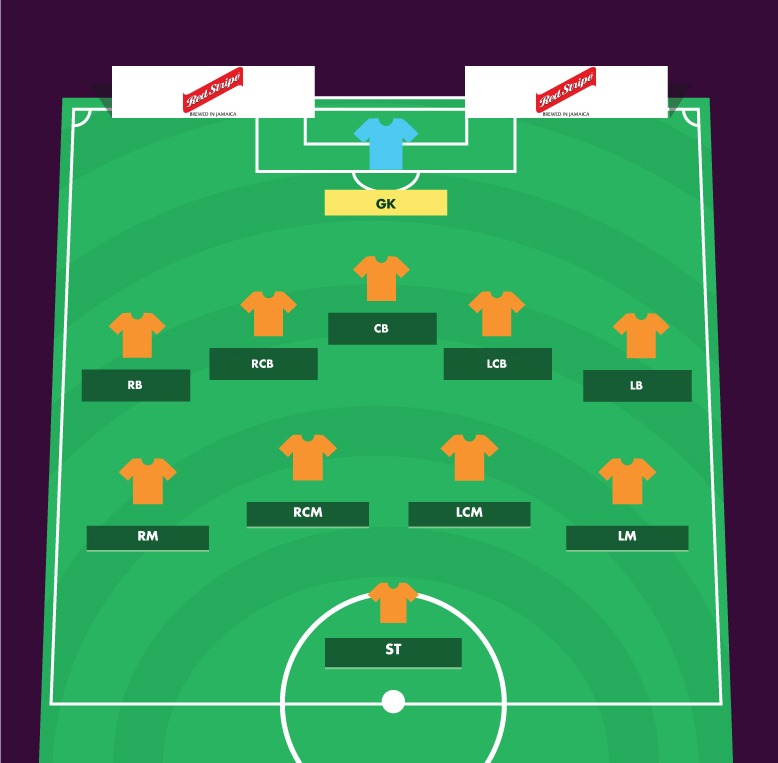 Red Stripe
BREWED IN JAMAICA
Red Stripe
BREWED IN JAMAICA
GK
CB
RCB
LCB
RB
LB
RCM
LCM
RM
LM
ST